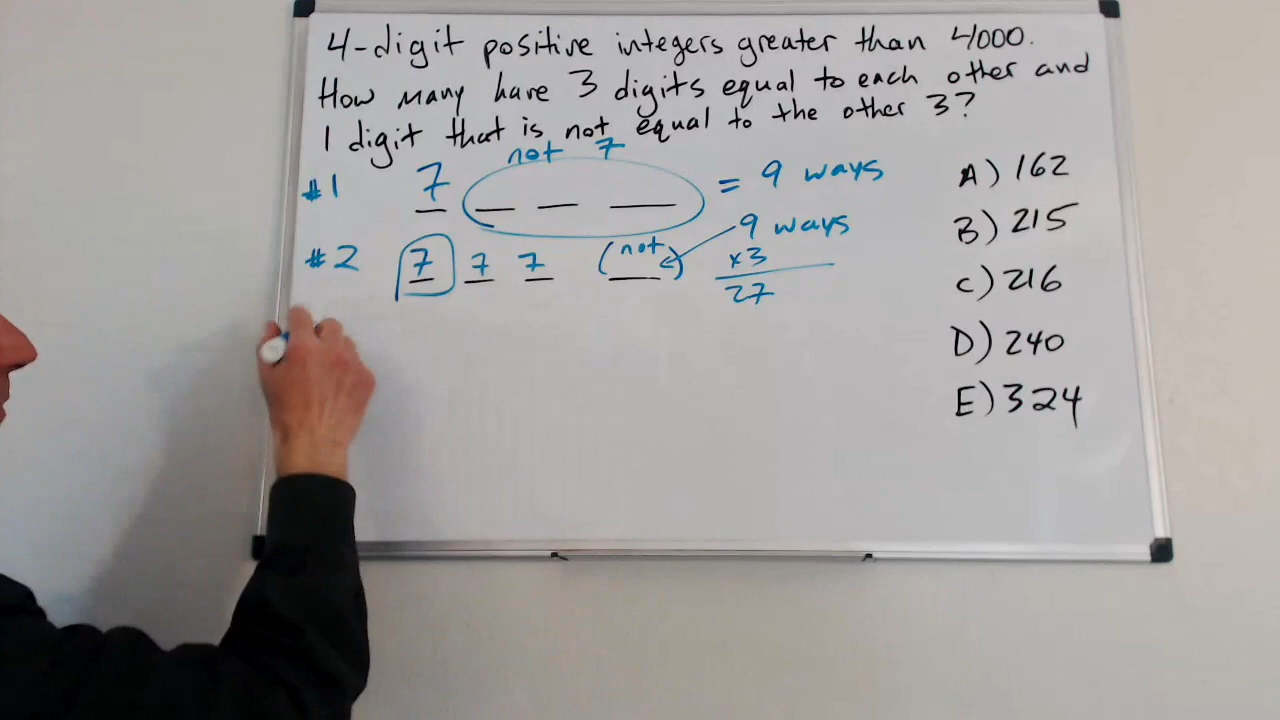 4-digit positive integers greater than 4000.
How many have 3 digits equal to each other and
1 digit that is not equal to the other 3?
not 7
#1 7 _ _ _ = 9 ways
#2 7 7 7 (not) 9 ways
x3
27
A) 162
B) 215
C) 216
D) 240
E) 324